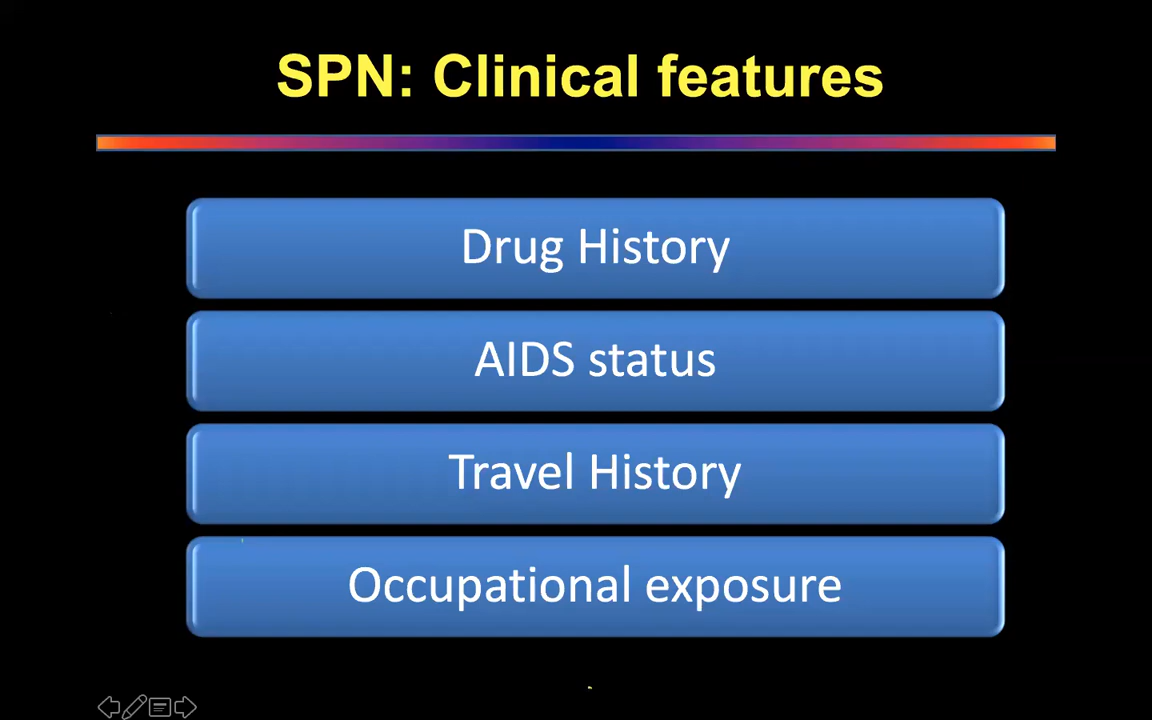 SPN: Clinical features
Drug History
AIDS status
Travel History
Occupational exposure